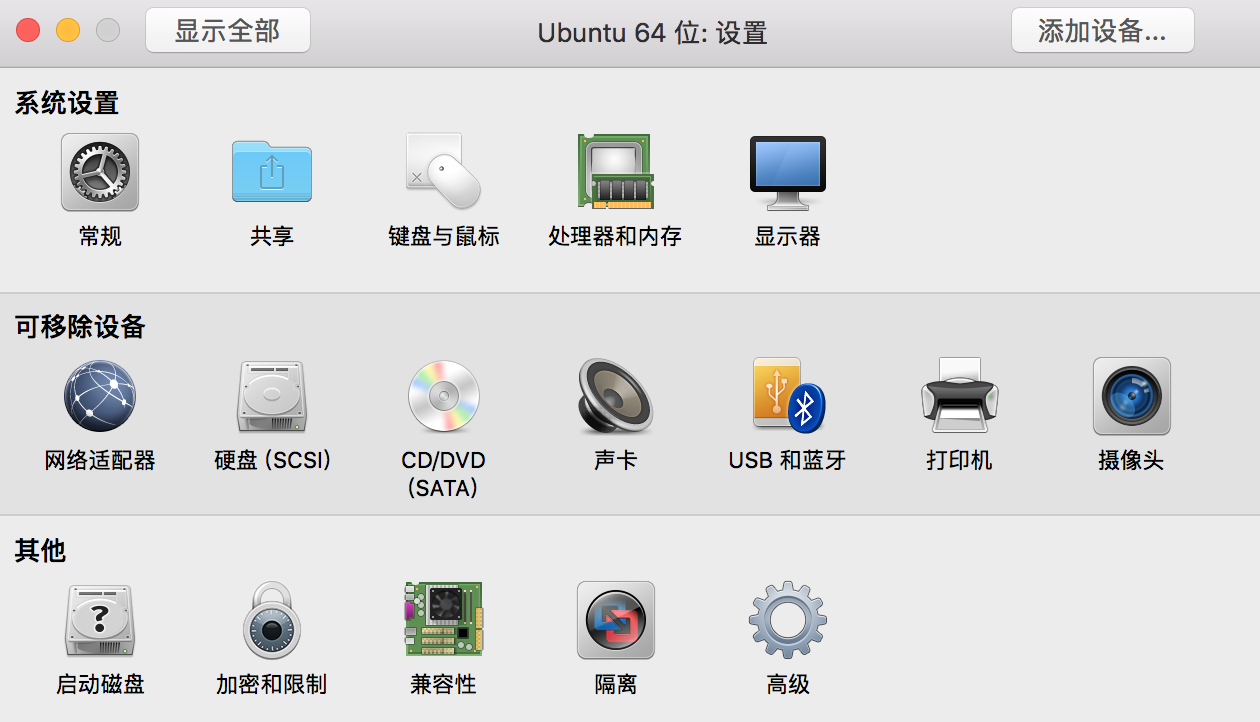 显示全部
Ubuntu 64 位: 设置
添加设备...
系统设置
常规
共享
键盘与鼠标
处理器和内存
显示器
可移除设备
网络适配器
硬盘 (SCSI)
CD/DVD
(SATA)
声卡
USB 和蓝牙
打印机
摄像头
其他
?
启动磁盘
加密和限制
兼容性
隔离
高级